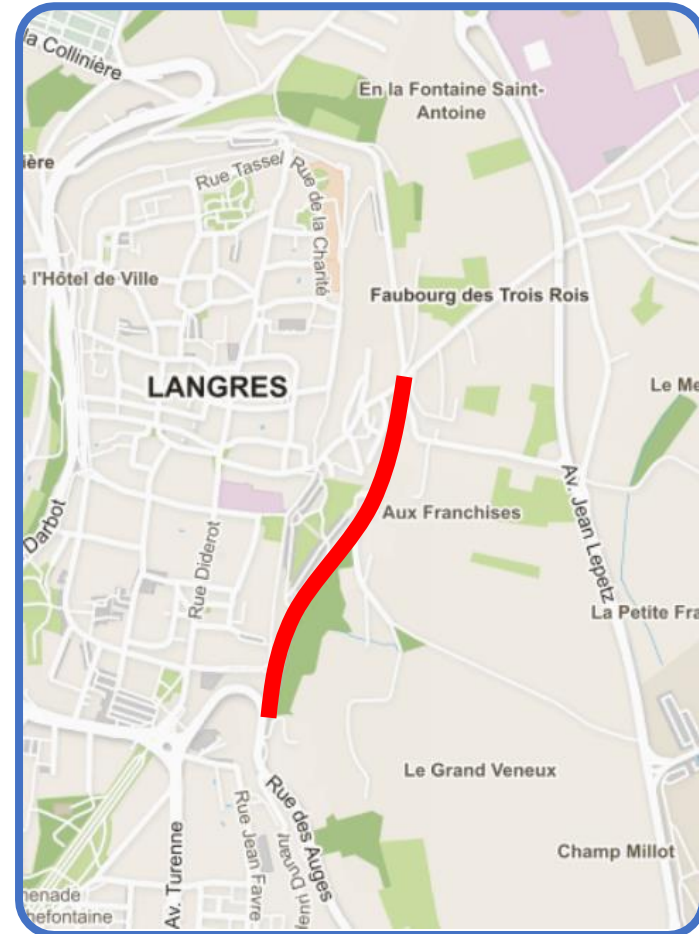 la Collinière
En la Fontaine Saint-
Antoine
ière
Rue Tassel
Rue de la Charité
l'Hôtel de Ville
Faubourg des Trois Rois
LANGRES
Le Me
Darbot
Aux Franchises
Av. Jean Lepetz
Rue Diderot
La Petite Fra
Le Grand Veneux
Rue des Auges
Champ Millot
Av. Turenne
Rue Jean Favre
Dunant
menade
hefontaine